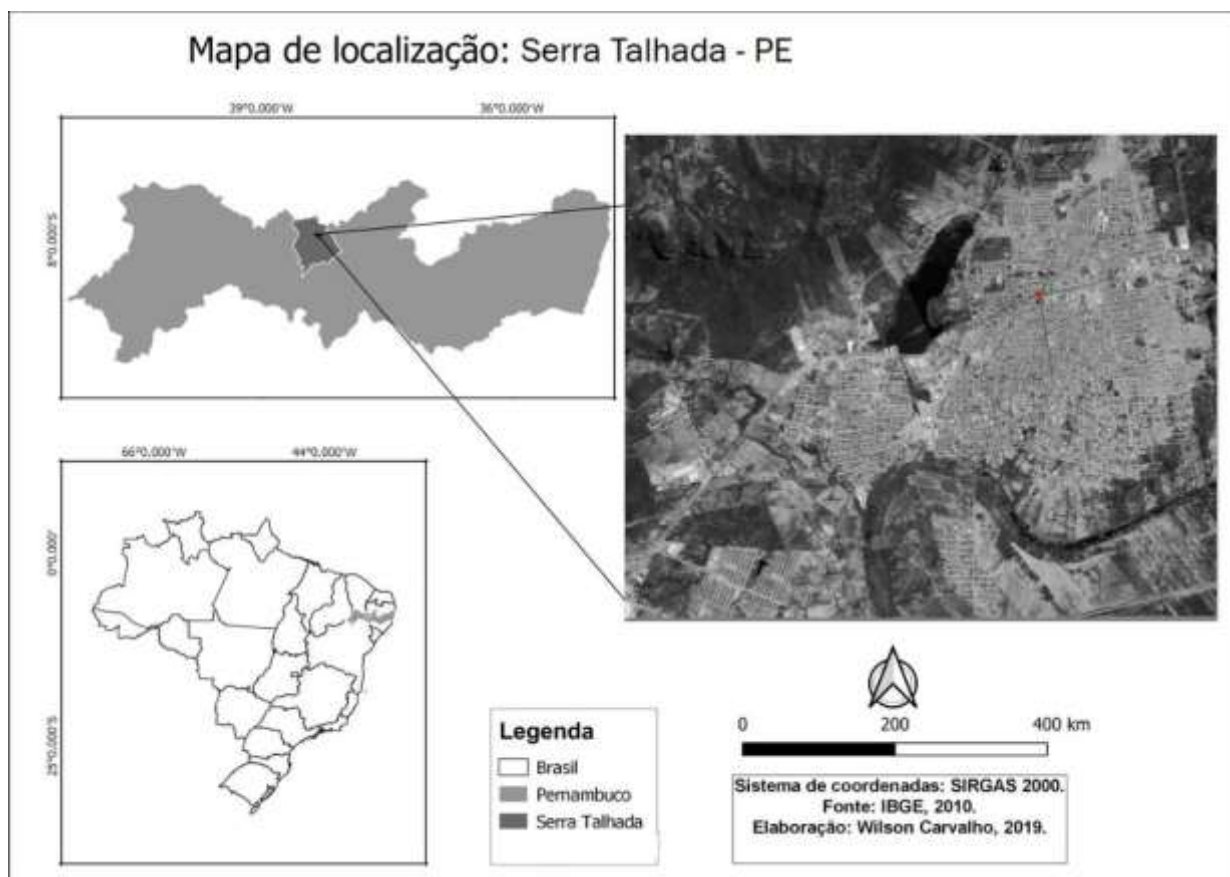 Mapa de localização: Serra Talhada - PE
39°0.000'W
36°0.000'W
8°0.000'S
66°0.000'W
44°0.000'W
0°0.000'
25°0.000'S
Legenda
Brasil
Pernambuco
Serra Talhada
0
200
400 km
Sistema de coordenadas: SIRGAS 2000.
Fonte: IBGE, 2010.
Elaboração: Wilson Carvalho, 2019.